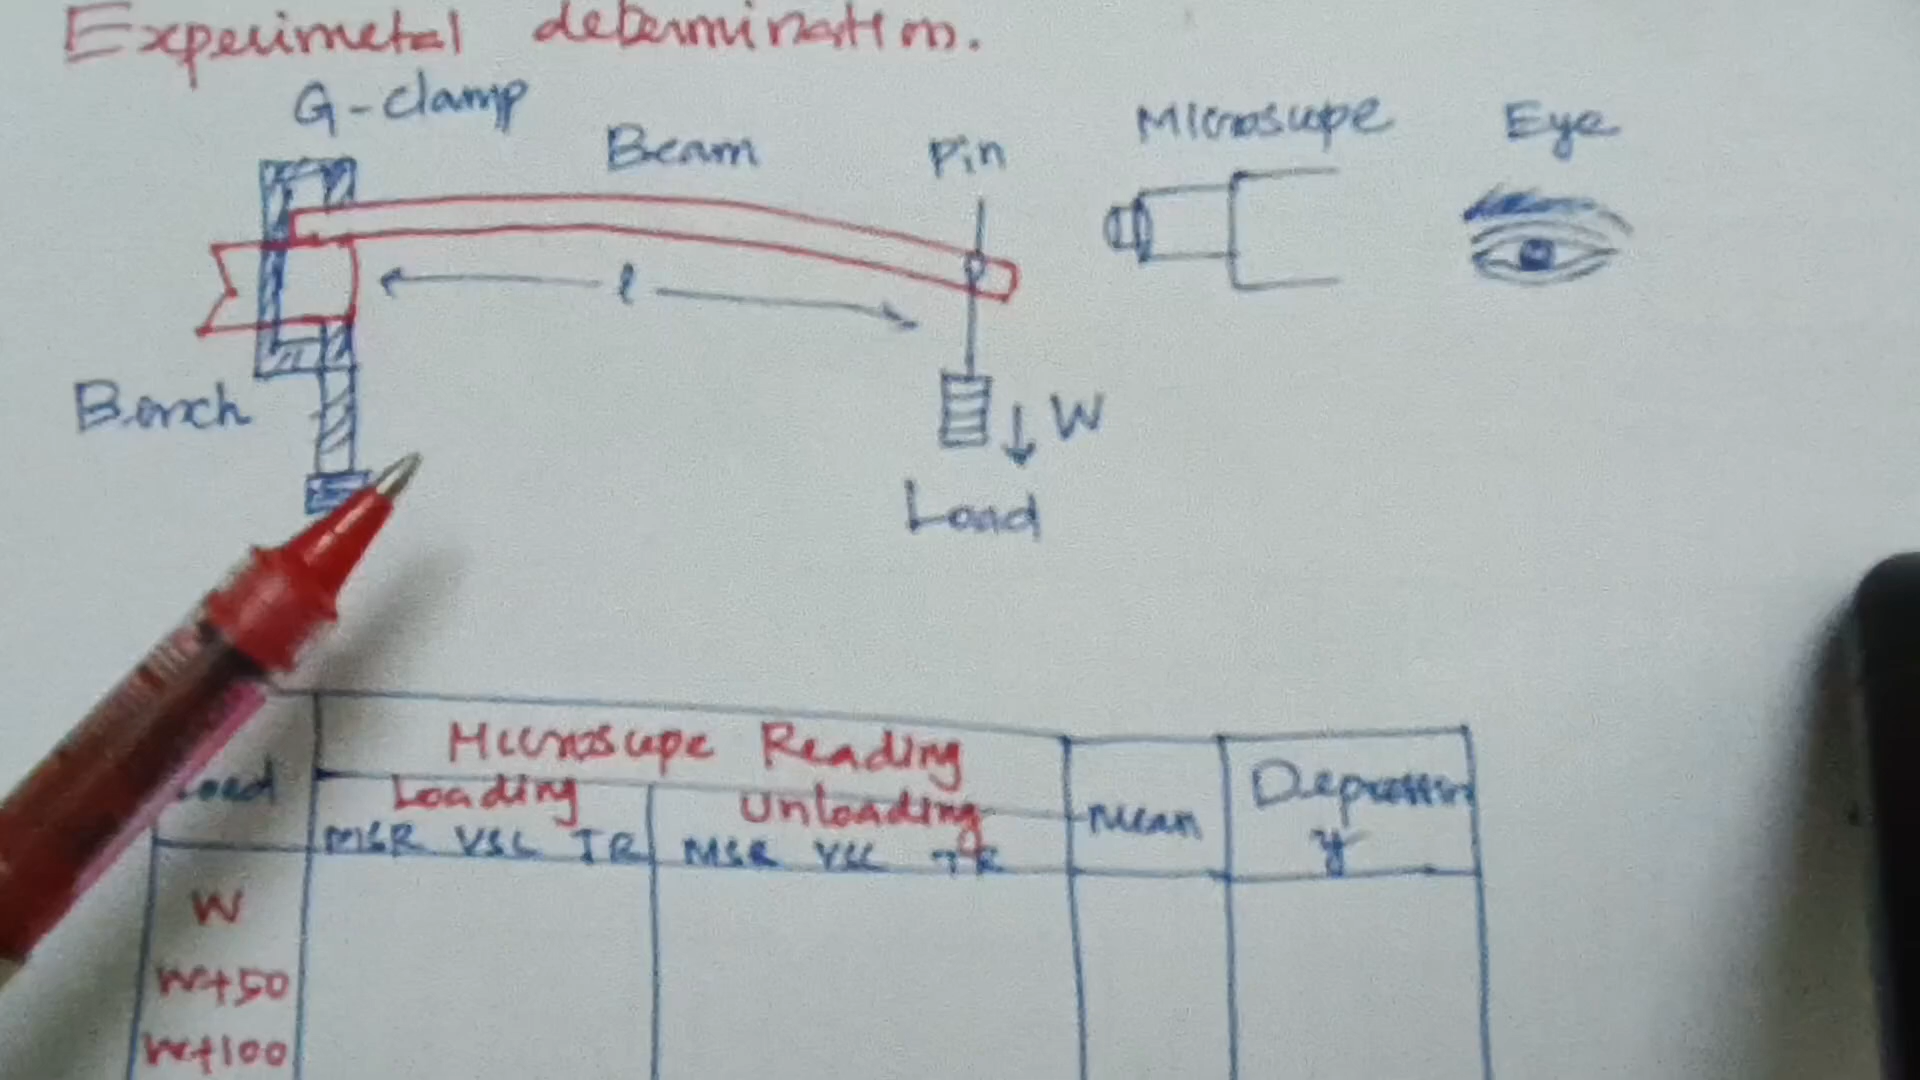 Experimetal determination.
G-clamp
Beam
Pin
Microscope
Eye
l
Bench
W
Load
Microscope Reading
Load
Loading
Unloading
Mean
Depression
y
MSR VSC TR
MSR VSC TR
W
W+50
W+100